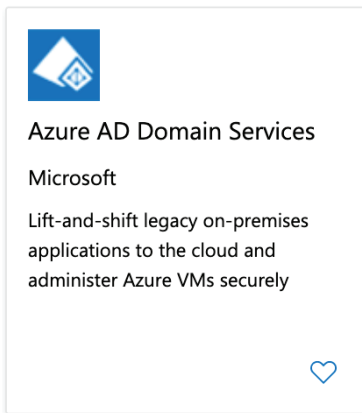 Azure AD Domain Services
Microsoft
Lift-and-shift legacy on-premises
applications to the cloud and
administer Azure VMs securely